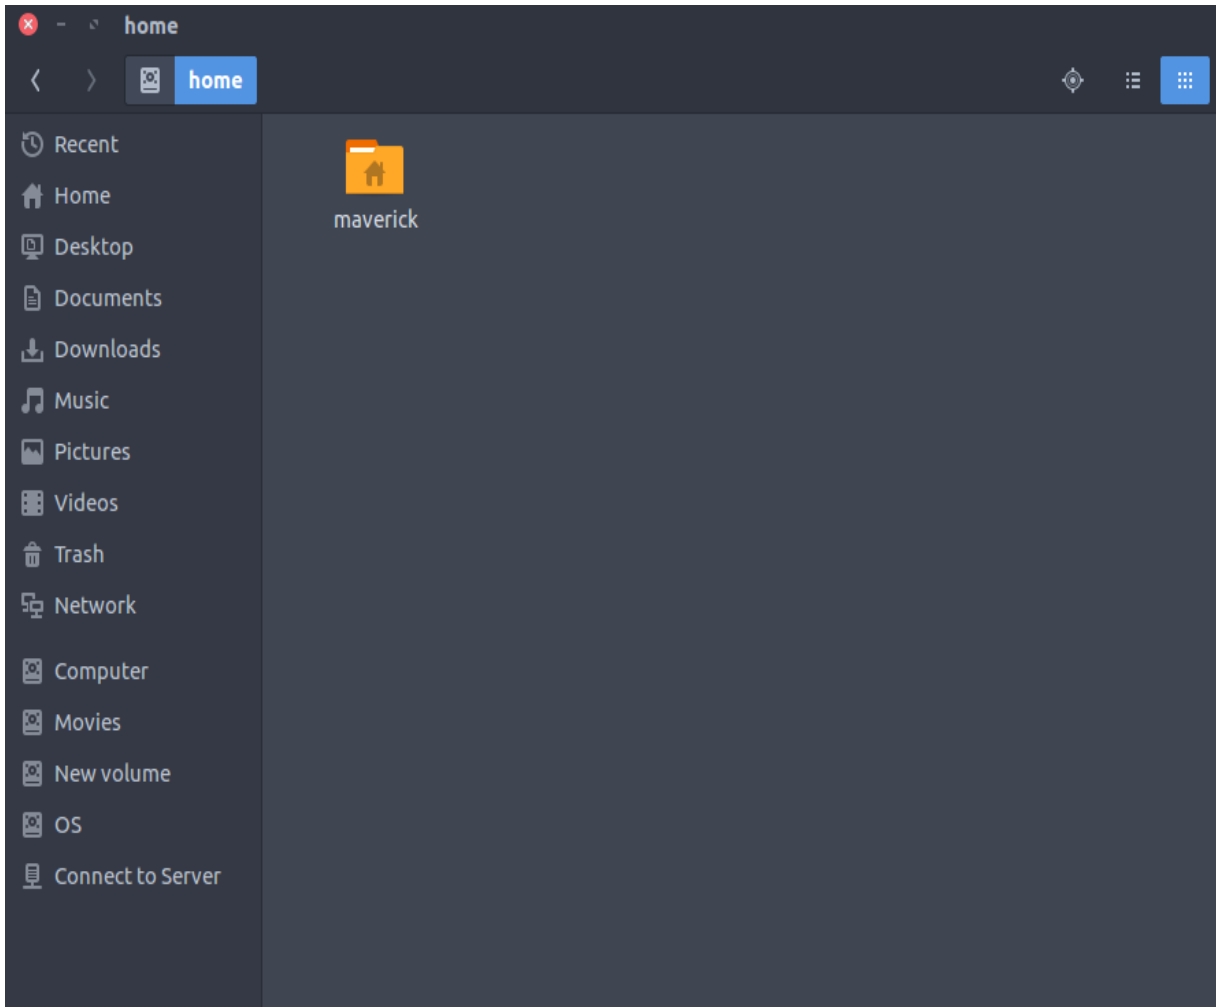 home
home
Recent
Home
Desktop
Documents
Downloads
Music
Pictures
Videos
Trash
Network
Computer
Movies
New volume
OS
Connect to Server
maverick